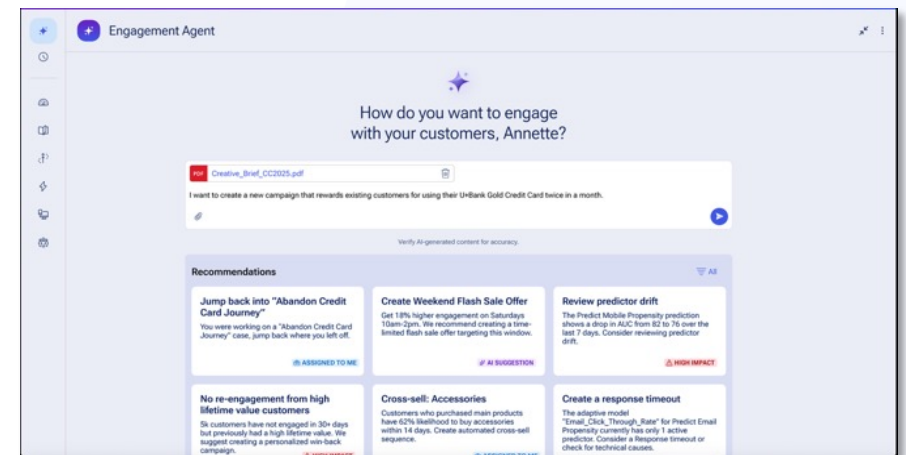 Engagement Agent
How do you want to engage
with your customers, Annette?
PDF Creative_Brief_CC2025.pdf
I want to create a new campaign that rewards existing customers for using their U+Bank Gold Credit Card twice in a month.
Verify AI-generated content for accuracy.
Recommendations
All
Jump back into "Abandon Credit
Card Journey"
You were working on a "Abandon Credit Card
Journey" case, jump back where you left off.
ASSIGNED TO ME
Create Weekend Flash Sale Offer
Get 18% higher engagement on Saturdays
10am-2pm. We recommend creating a time-
limited flash sale offer targeting this window.
AI SUGGESTION
Review predictor drift
The Predict Mobile Propensity prediction
shows a drop in AUC from 82 to 76 over the
last 7 days. Consider reviewing predictor
drift.
HIGH IMPACT
No re-engagement from high
lifetime value customers
5k customers have not engaged in 30+ days
but previously had a high lifetime value. We
suggest creating a personalized win-back
campaign.
HIGH IMPACT
Cross-sell: Accessories
Customers who purchased main products
have 62% likelihood to buy accessories
within 14 days. Create automated cross-sell
sequence.
ASSIGNED TO ME
Create a response timeout
The adaptive model
"Email_Click_Through_Rate" for Predict Email
Propensity currently has only 1 active
predictor. Consider a Response timeout or
check for technical causes.